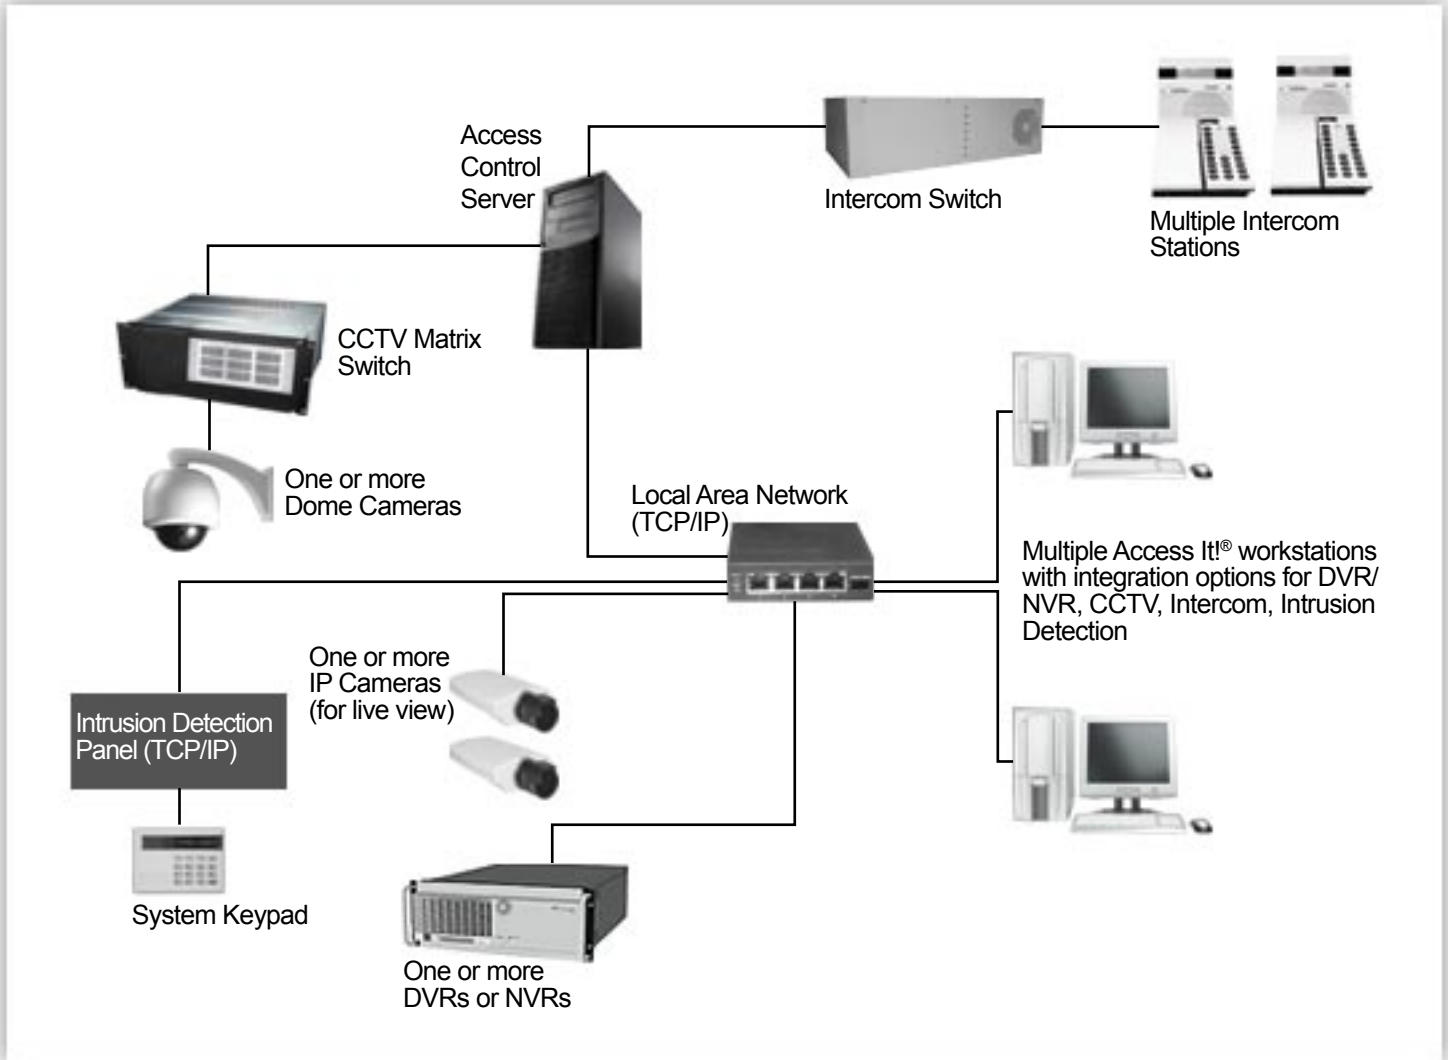 Access
Control
Server
Intercom Switch
Multiple Intercom
Stations
CCTV Matrix
Switch
One or more
Dome Cameras
Local Area Network
(TCP/IP)
Multiple Access It!® workstations
with integration options for DVR/
NVR, CCTV, Intercom, Intrusion
Detection
One or more
IP Cameras
(for live view)
Intrusion Detection
Panel (TCP/IP)
System Keypad
One or more
DVRs or NVRs